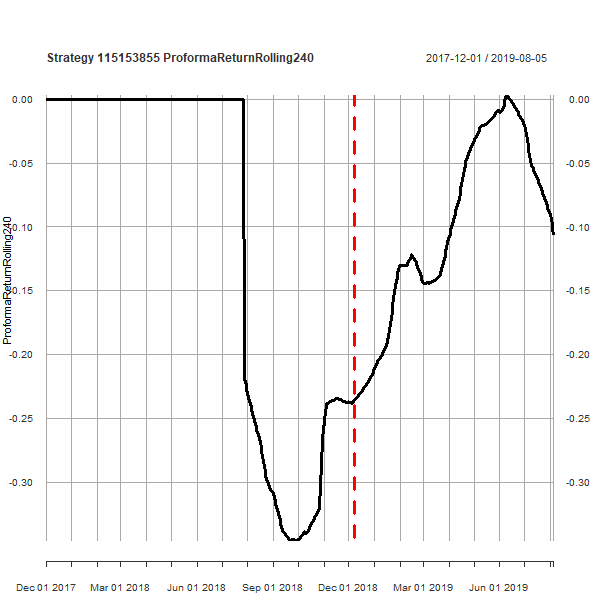 Strategy 115153855 ProformaReturnRolling240 2017-12-01 / 2019-08-05
0.00 0.00
-0.05 -0.05
-0.10 -0.10
-0.15 -0.15
-0.20 -0.20
-0.25 -0.25
-0.30 -0.30
ProformaReturnRolling240
Dec 01 2017 Mar 01 2018 Jun 01 2018 Sep 01 2018 Dec 01 2018 Mar 01 2019 Jun 01 2019